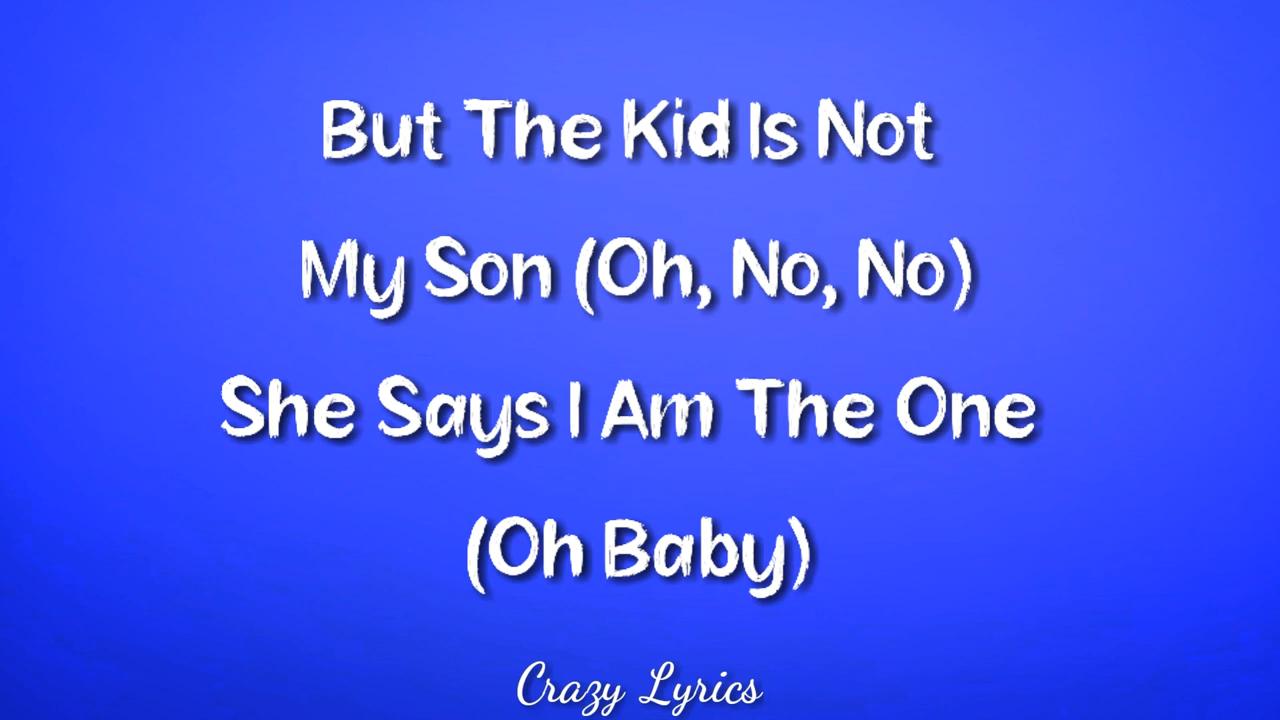 But The Kid Is Not
My Son (Oh, No, No)
She Says I Am The One
(Oh Baby)
Crazy Lyrics